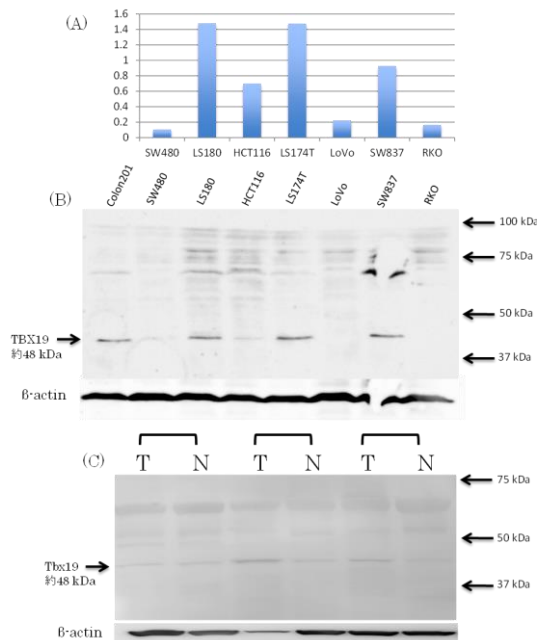 (A)
1.6
1.4
1.2
1
0.8
0.6
0.4
0.2
0
SW480 LS180 HCT116 LS174T LoVo SW837 RKO
(B)
Colon201 SW480 LS180 HCT116 LS174T LoVo SW837 RKO
100 kDa
75 kDa
50 kDa
TBX19
約48 kDa
37 kDa
β-actin
(C)
T N T N T N
75 kDa
50 kDa
Tbx19
約48 kDa
37 kDa
β-actin